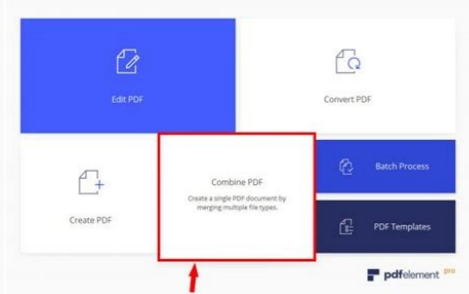 Edit PDF
Convert PDF
Create PDF
Combine PDF
Create a single PDF document by
merging multiple file types.
Batch Process
PDF Templates
pdfelement pro